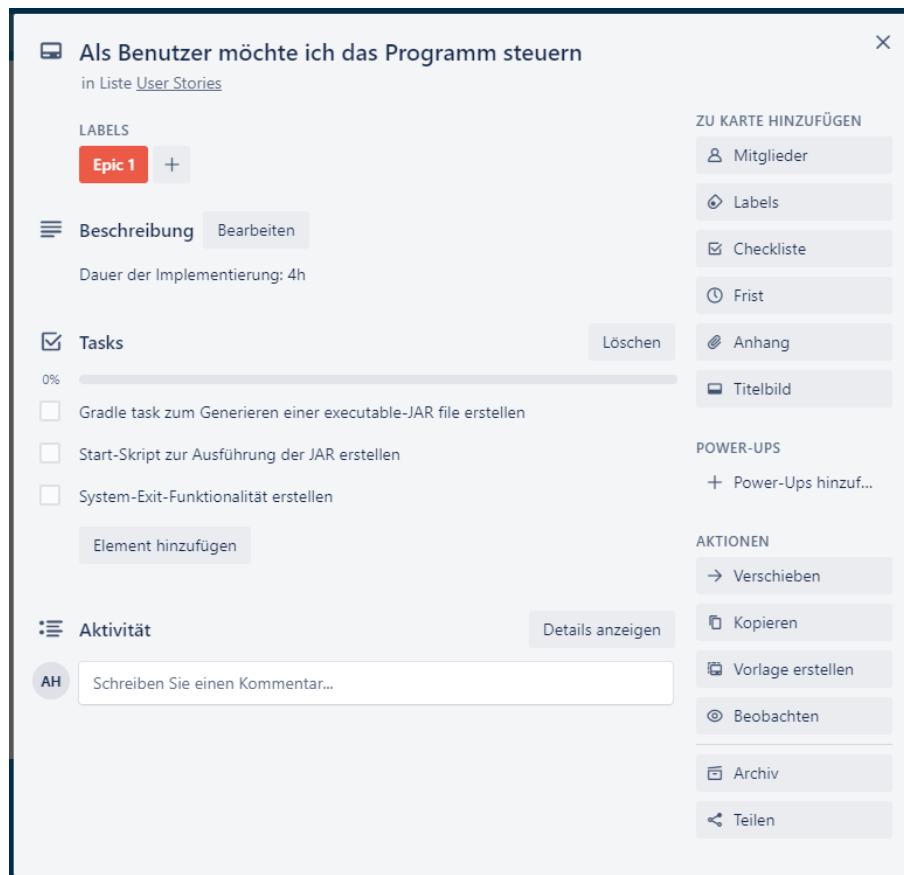 Als Benutzer möchte ich das Programm steuern
in Liste User Stories
LABELS
Epic 1
Beschreibung Bearbeiten
Dauer der Implementierung: 4h
Tasks Löschen
0%
Gradle task zum Generieren einer executable-JAR file erstellen
Start-Skript zur Ausführung der JAR erstellen
System-Exit-Funktionalität erstellen
Element hinzufügen
Aktivität Details anzeigen
AH Schreiben Sie einen Kommentar...
ZU KARTE HINZUFÜGEN
Mitglieder
Labels
Checkliste
Frist
Anhang
Titelbild
POWER-UPS
Power-Ups hinzuf...
AKTIONEN
Verschieben
Kopieren
Vorlage erstellen
Beobachten
Archiv
Teilen